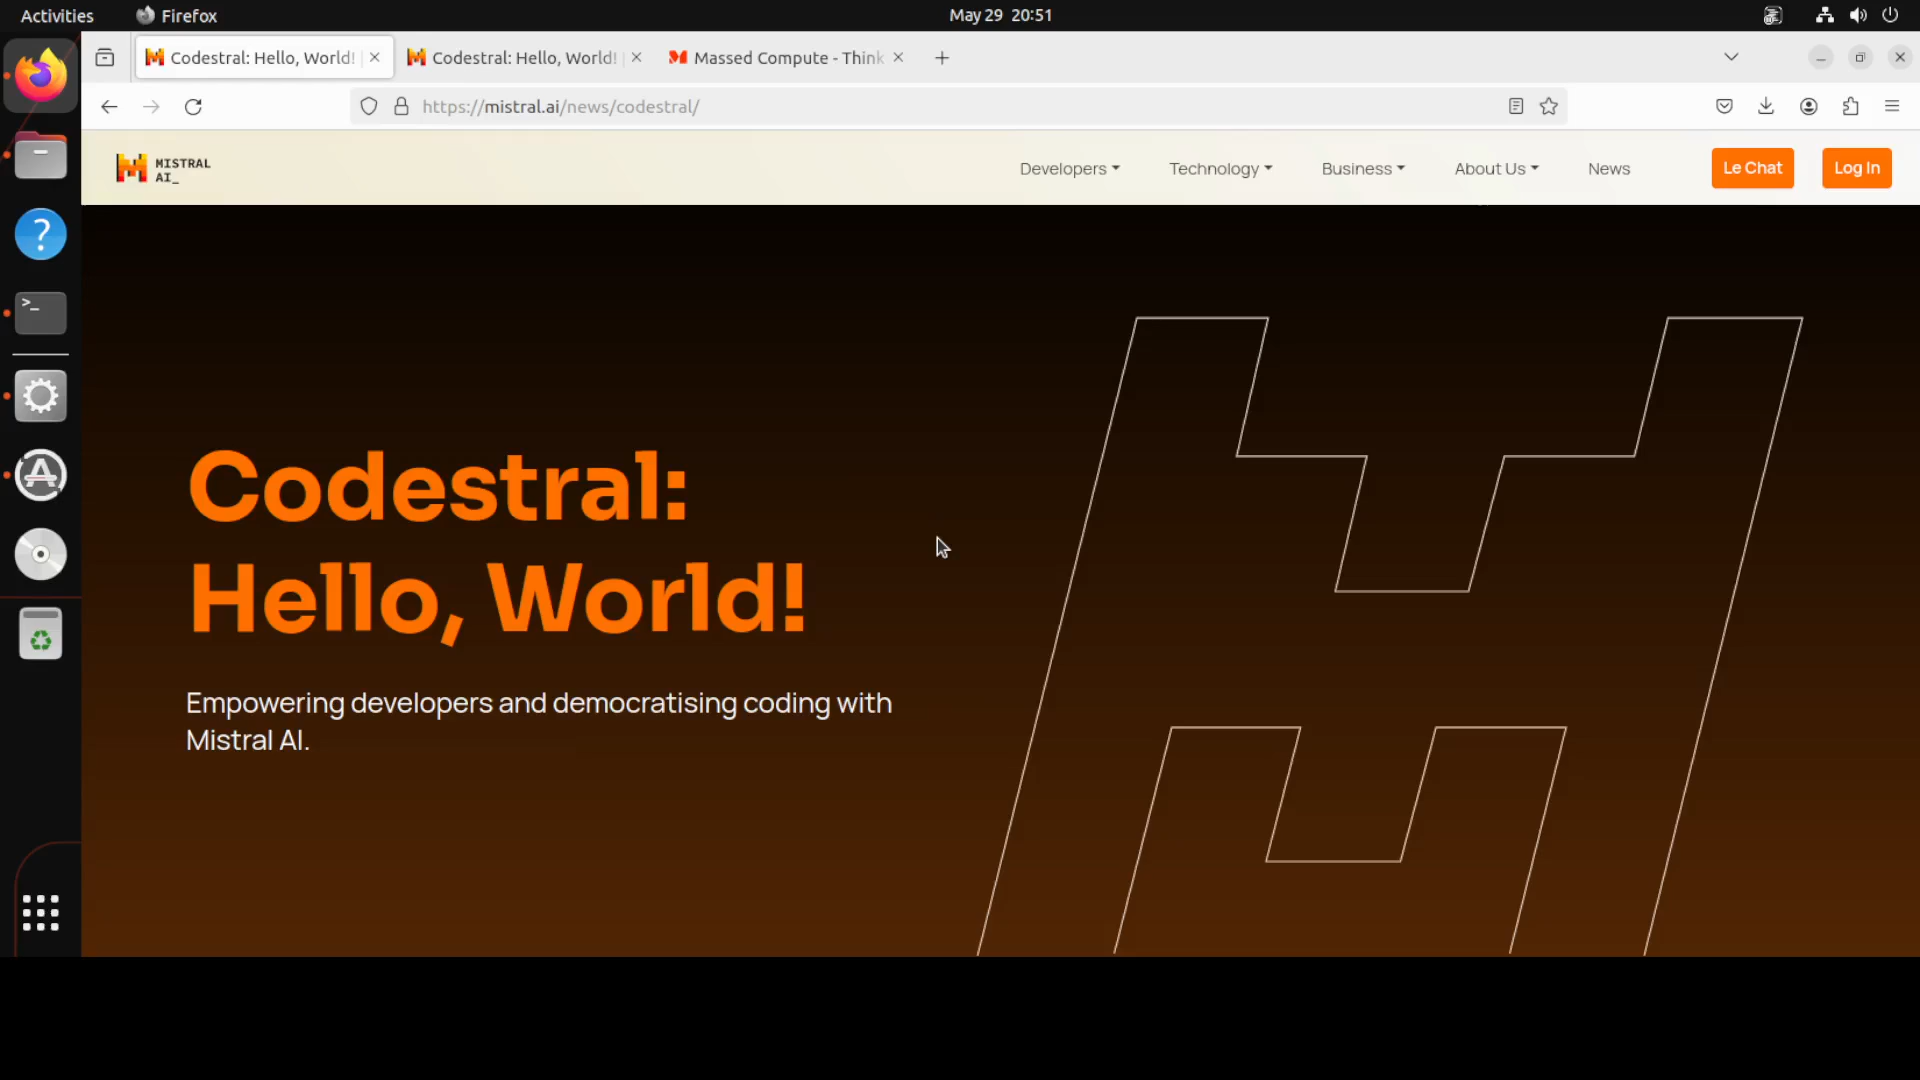 Activities
Firefox
May 29 20:51
Codestral: Hello, World! |
Codestral: Hello, World! |
Massed Compute - Think
https://mistral.ai/news/codestral/
MISTRAL
AI_
Developers
Technology
Business
About Us
News
Le Chat
Log In
Codestral:
Hello, World!
Empowering developers and democratising coding with
Mistral AI.